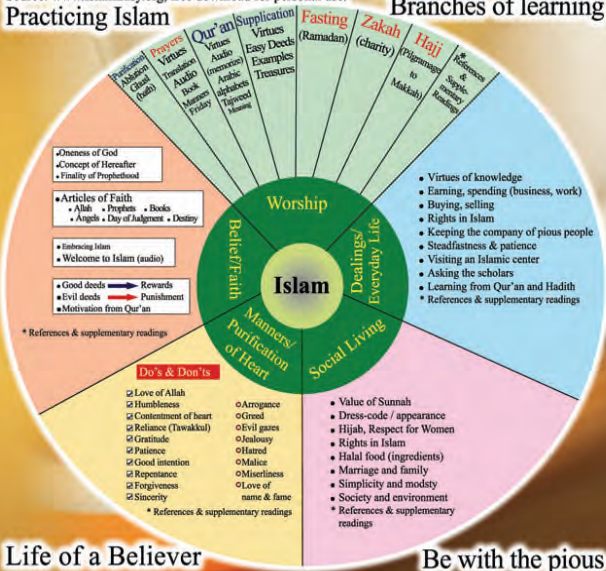 Practicing Islam
Branches of learning
Purification
Ablution
Ghusl
(bath)
Prayers
Virtues
Translation
Audio
Book
Manners
Friday
Qur'an
Virtues
Audio
(memorize)
Arabic
alphabets
Tajweed
Meaning
Supplication
Virtues
Easy Deeds
Examples
Treasures
Fasting
(Ramadan)
Zakah
(charity)
Hajj
(Pilgramage
to
Makkah)
*References
&
Supple-
mentary
Readings
Worship
Belief/Faith
Dealings/
Everyday Life
Islam
Manners/
Purification
of Heart
Social Living
•Oneness of God
•Concept of Hereafter
•Finality of Prophethood
•Articles of Faith
•Allah •Prophets •Books
•Angels •Day of Judgment •Destiny
•Embracing Islam
•Welcome to Islam (audio)
•Good deeds Rewards
•Evil deeds Punishment
•Motivation from Qur'an
* References & supplementary readings
• Virtues of knowledge
• Earning, spending (business, work)
• Buying, selling
• Rights in Islam
• Keeping the company of pious people
• Steadfastness & patience
• Visiting an Islamic center
• Asking the scholars
• Learning from Qur'an and Hadith
* References & supplementary readings
Do's & Don'ts
Love of Allah
Humbleness
Contentment of heart
Reliance (Tawakkul)
Gratitude
Patience
Good intention
Repentance
Forgiveness
Sincerity
Arrogance
Greed
Evil gazes
Jealousy
Hatred
Malice
Miserliness
Love of
name & fame
* References & supplementary readings
• Value of Sunnah
• Dress-code / appearance
• Hijab, Respect for Women
• Rights in Islam
• Halal food (ingredients)
• Marriage and family
• Simplicity and modsty
• Society and environment
* References & supplementary
readings
Life of a Believer
Be with the pious,